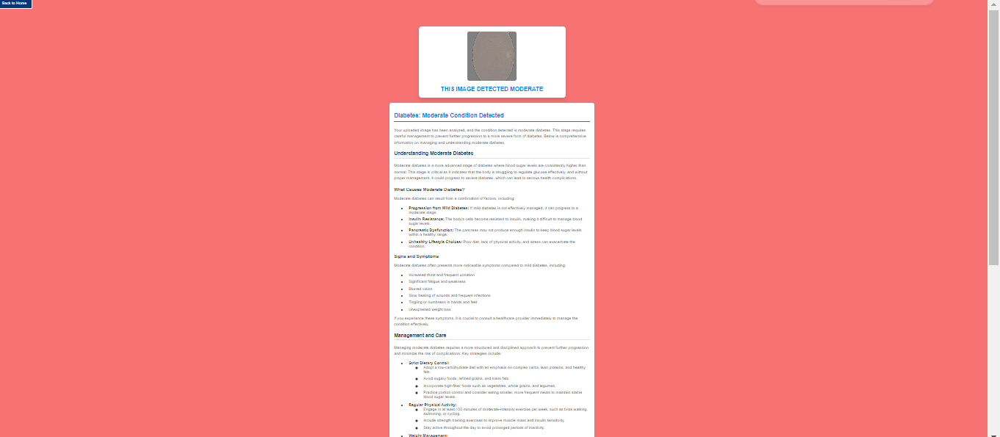 Back to Home
THIS IMAGE DETECTED MODERATE
Diabetes: Moderate Condition Detected
Your uploaded image has been analyzed, and the condition detected is moderate diabetes. This stage requires
careful management to prevent further progression to a more severe form of diabetes. Below is comprehensive
information on managing and understanding moderate diabetes.
Understanding Moderate Diabetes
Moderate diabetes is a more advanced stage of diabetes where blood sugar levels are consistently higher than
normal. This stage is critical as it indicates that the body is struggling to regulate glucose effectively, and without
proper management, it could progress to severe diabetes, which can lead to serious health complications.
What Causes Moderate Diabetes?
Moderate diabetes can result from a combination of factors, including:
Progression from Mild Diabetes: If mild diabetes is not effectively managed, it can progress to a
moderate stage.
Insulin Resistance: The body's cells become resistant to insulin, making it difficult to manage blood
sugar levels.
Pancreatic Dysfunction: The pancreas may not produce enough insulin to keep blood sugar levels
within a healthy range.
Unhealthy Lifestyle Choices: Poor diet, lack of physical activity, and stress can exacerbate the
condition.
Signs and Symptoms
Moderate diabetes often presents more noticeable symptoms compared to mild diabetes, including:
Increased thirst and frequent urination
Significant fatigue and weakness
Blurred vision
Slow healing of wounds and frequent infections
Tingling or numbness in hands and feet
Unexplained weight loss
If you experience these symptoms, it is crucial to consult a healthcare provider immediately to manage the
condition effectively.
Management and Care
Managing moderate diabetes requires a more structured and disciplined approach to prevent further progression
and minimize the risk of complications. Key strategies include:
Strict Dietary Control:
Adopt a low-carbohydrate diet with an emphasis on complex carbs, lean proteins, and healthy
fats.
Avoid sugary foods, refined grains, and trans fats.
Incorporate high-fiber foods such as vegetables, whole grains, and legumes.
Practice portion control and consider eating smaller, more frequent meals to maintain stable
blood sugar levels.
Regular Physical Activity:
Engage in at least 150 minutes of moderate-intensity exercise per week, such as brisk walking,
swimming, or cycling.
Include strength training exercises to improve muscle mass and insulin sensitivity.
Stay active throughout the day to avoid prolonged periods of inactivity.
Weight Management: